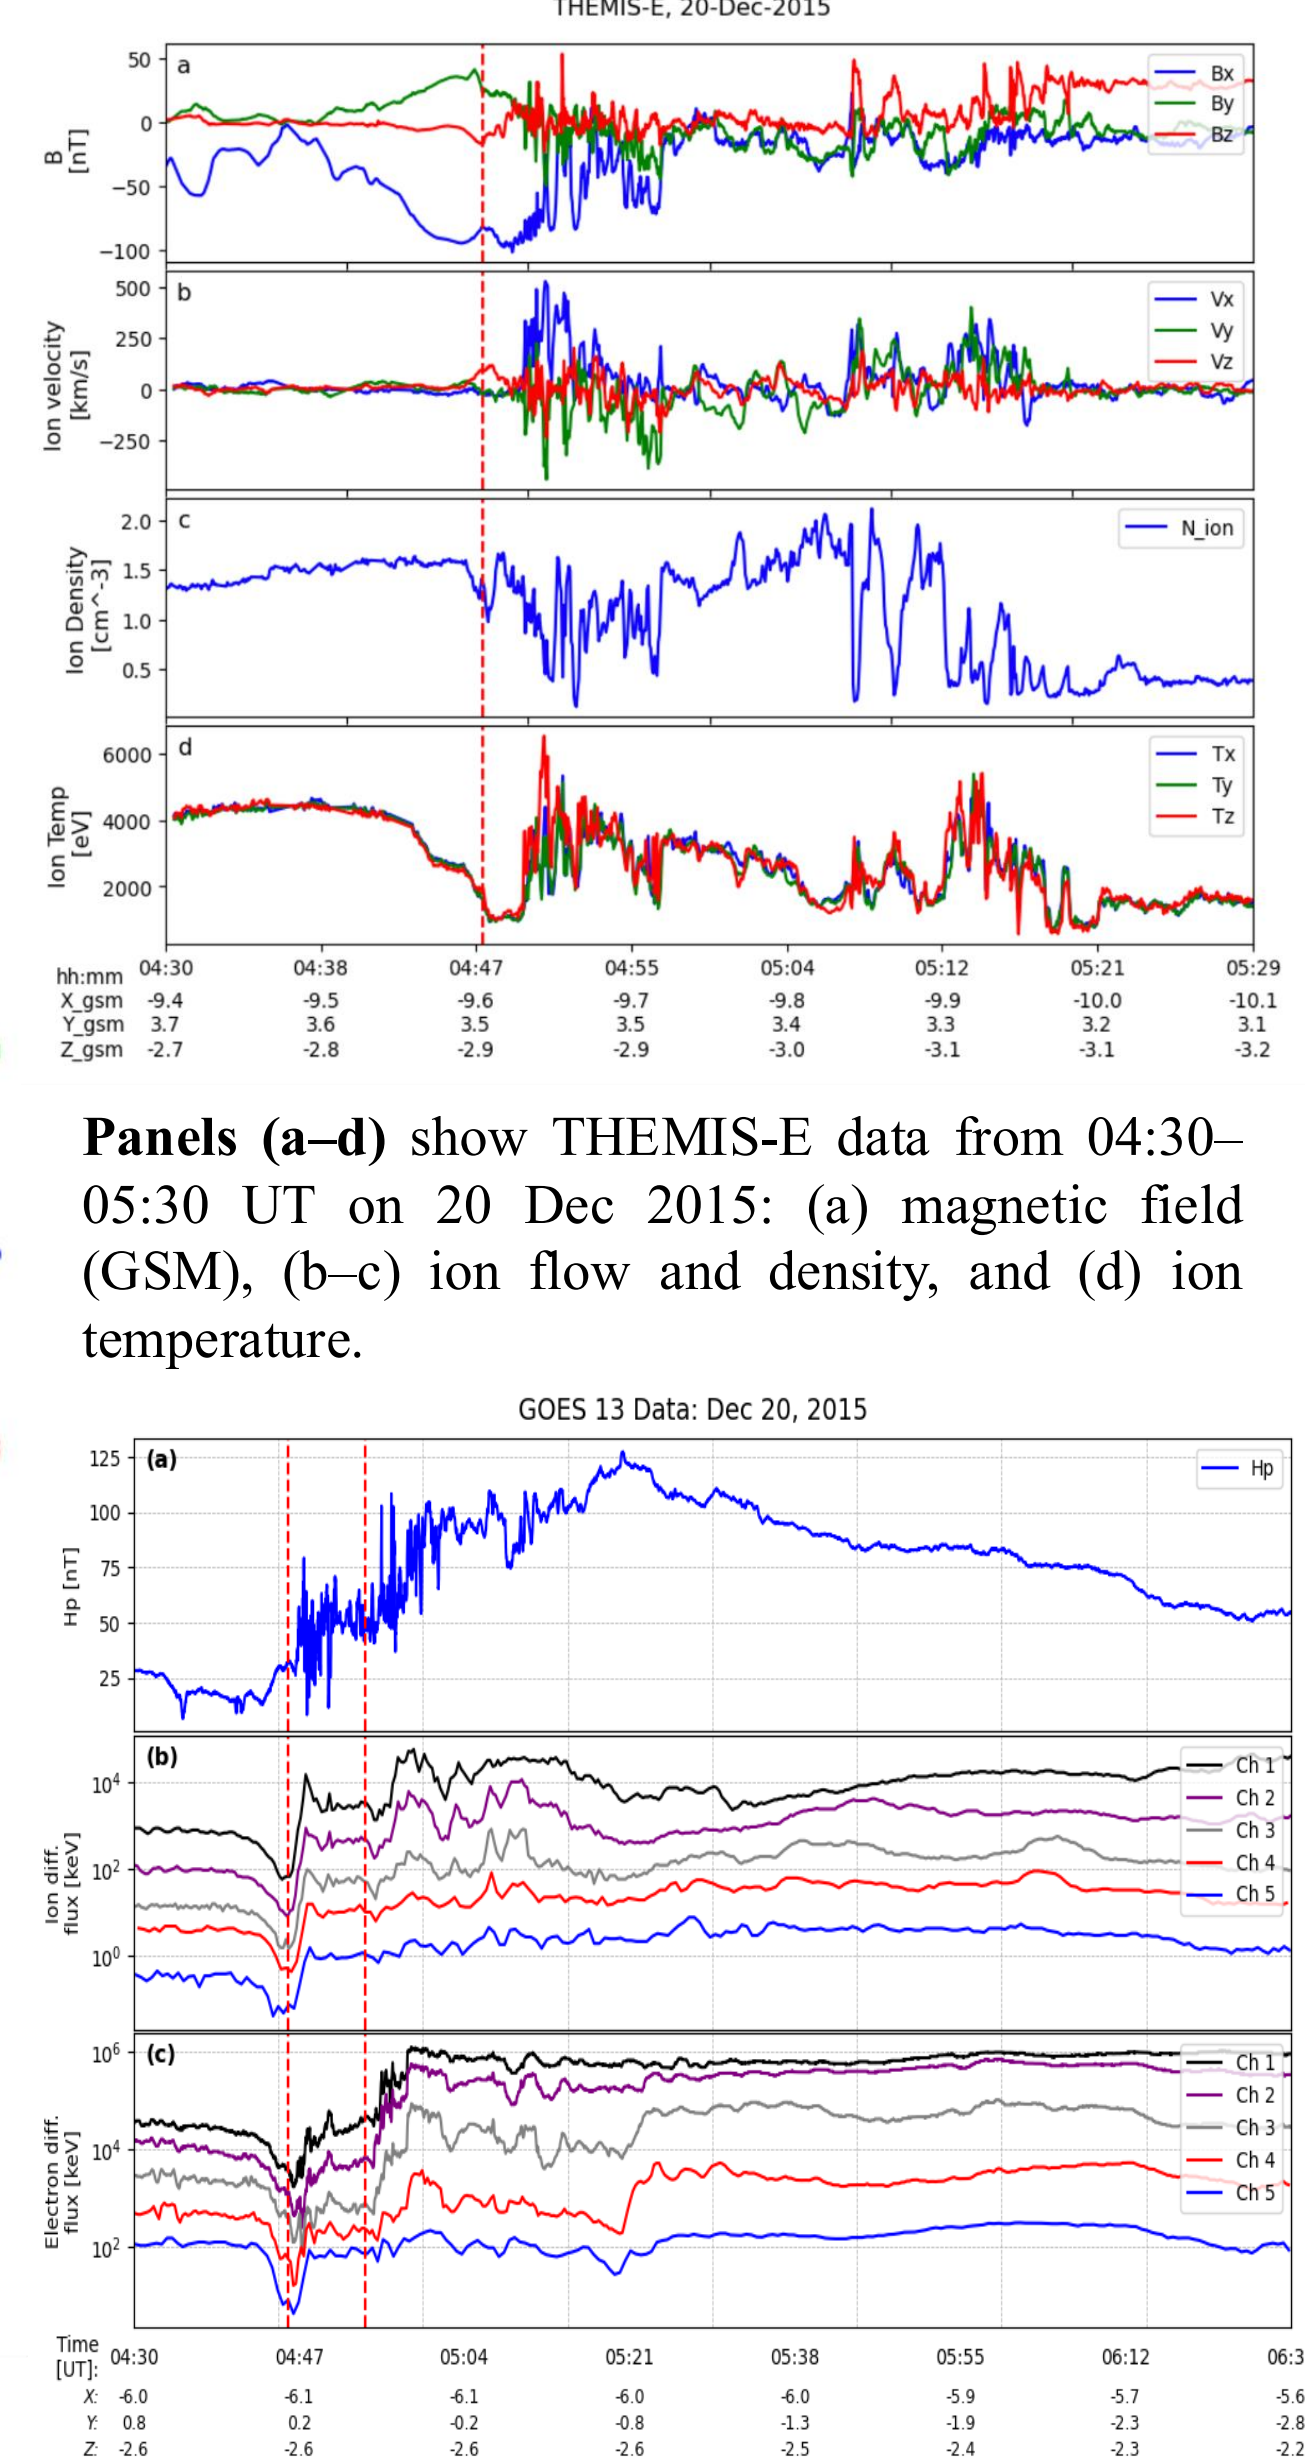 THEMIS-E, 20-Dec-2015
a
50
0
−50
−100
B
[nT]
Bx
By
Bz
b
500
250
0
−250
Ion velocity
[km/s]
Vx
Vy
Vz
c
2.0
1.5
1.0
0.5
Ion Density
[cm^-3]
N_ion
d
6000
4000
2000
Ion Temp
[eV]
Tx
Ty
Tz
hh:mm 04:30 04:38 04:47 04:55 05:04 05:12 05:21 05:29
X_gsm -9.4 -9.5 -9.6 -9.7 -9.8 -9.9 -10.0 -10.1
Y_gsm 3.7 3.6 3.5 3.5 3.4 3.3 3.2 3.1
Z_gsm -2.7 -2.8 -2.9 -2.9 -3.0 -3.1 -3.1 -3.2
Panels (a–d) show THEMIS-E data from 04:30–
05:30 UT on 20 Dec 2015: (a) magnetic field
(GSM), (b–c) ion flow and density, and (d) ion
temperature.
GOES 13 Data: Dec 20, 2015
(a)
125
100
75
50
25
Hp [nT]
Hp
(b)
10⁴
10²
10⁰
Ion diff.
flux [keV]
Ch 1
Ch 2
Ch 3
Ch 4
Ch 5
(c)
10⁶
10⁴
10²
Electron diff.
flux [keV]
Ch 1
Ch 2
Ch 3
Ch 4
Ch 5
Time
[UT]: 04:30 04:47 05:04 05:21 05:38 05:55 06:12 06:3
X: -6.0 -6.1 -6.1 -6.0 -6.0 -5.9 -5.7 -5.6
Y: 0.8 0.2 -0.2 -0.8 -1.3 -1.9 -2.3 -2.8
Z: -2.6 -2.6 -2.6 -2.6 -2.5 -2.4 -2.3 -2.2